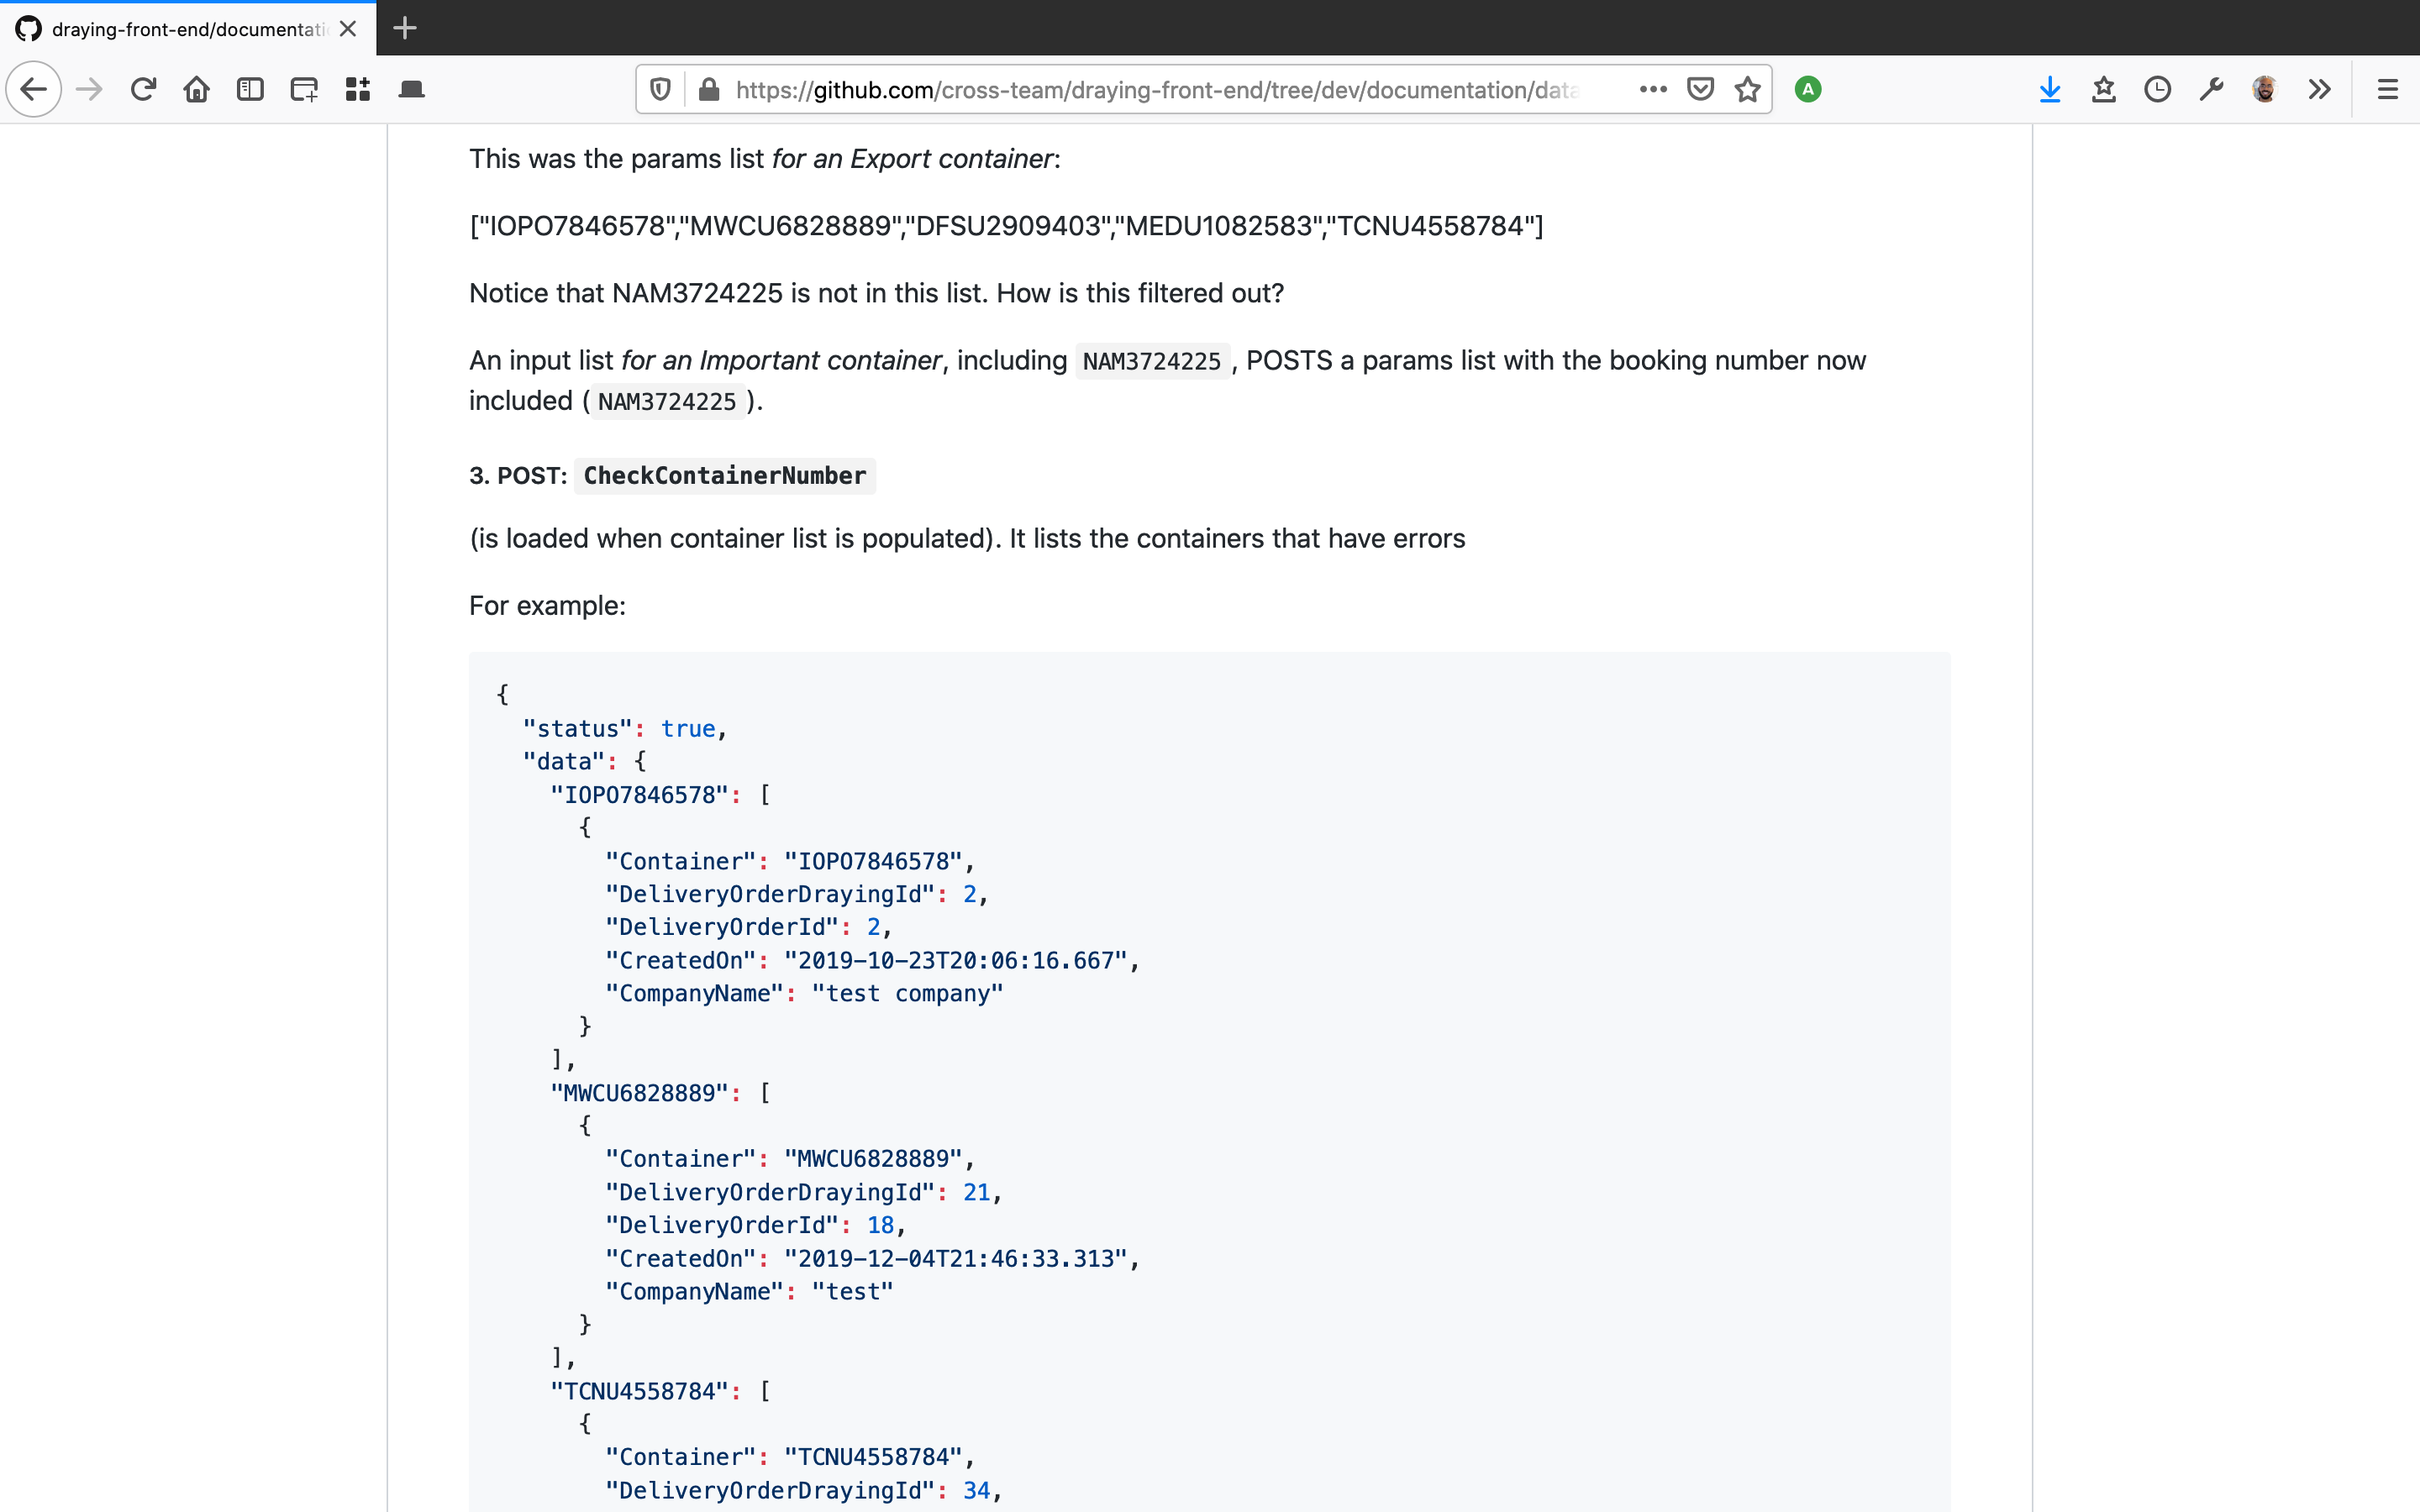 draying-front-end/documentati
https://github.com/cross-team/draying-front-end/tree/dev/documentation/data
A
This was the params list for an Export container:
["IOPO7846578","MWCU6828889","DFSU2909403","MEDU1082583","TCNU4558784"]
Notice that NAM3724225 is not in this list. How is this filtered out?
An input list for an Important container, including NAM3724225 , POSTS a params list with the booking number now
included ( NAM3724225 ).
3. POST: CheckContainerNumber
(is loaded when container list is populated). It lists the containers that have errors
For example:
{
"status": true,
"data": {
"IOPO7846578": [
{
"Container": "IOPO7846578",
"DeliveryOrderDrayingId": 2,
"DeliveryOrderId": 2,
"CreatedOn": "2019-10-23T20:06:16.667",
"CompanyName": "test company"
}
],
"MWCU6828889": [
{
"Container": "MWCU6828889",
"DeliveryOrderDrayingId": 21,
"DeliveryOrderId": 18,
"CreatedOn": "2019-12-04T21:46:33.313",
"CompanyName": "test"
}
],
"TCNU4558784": [
{
"Container": "TCNU4558784",
"DeliveryOrderDrayingId": 34,